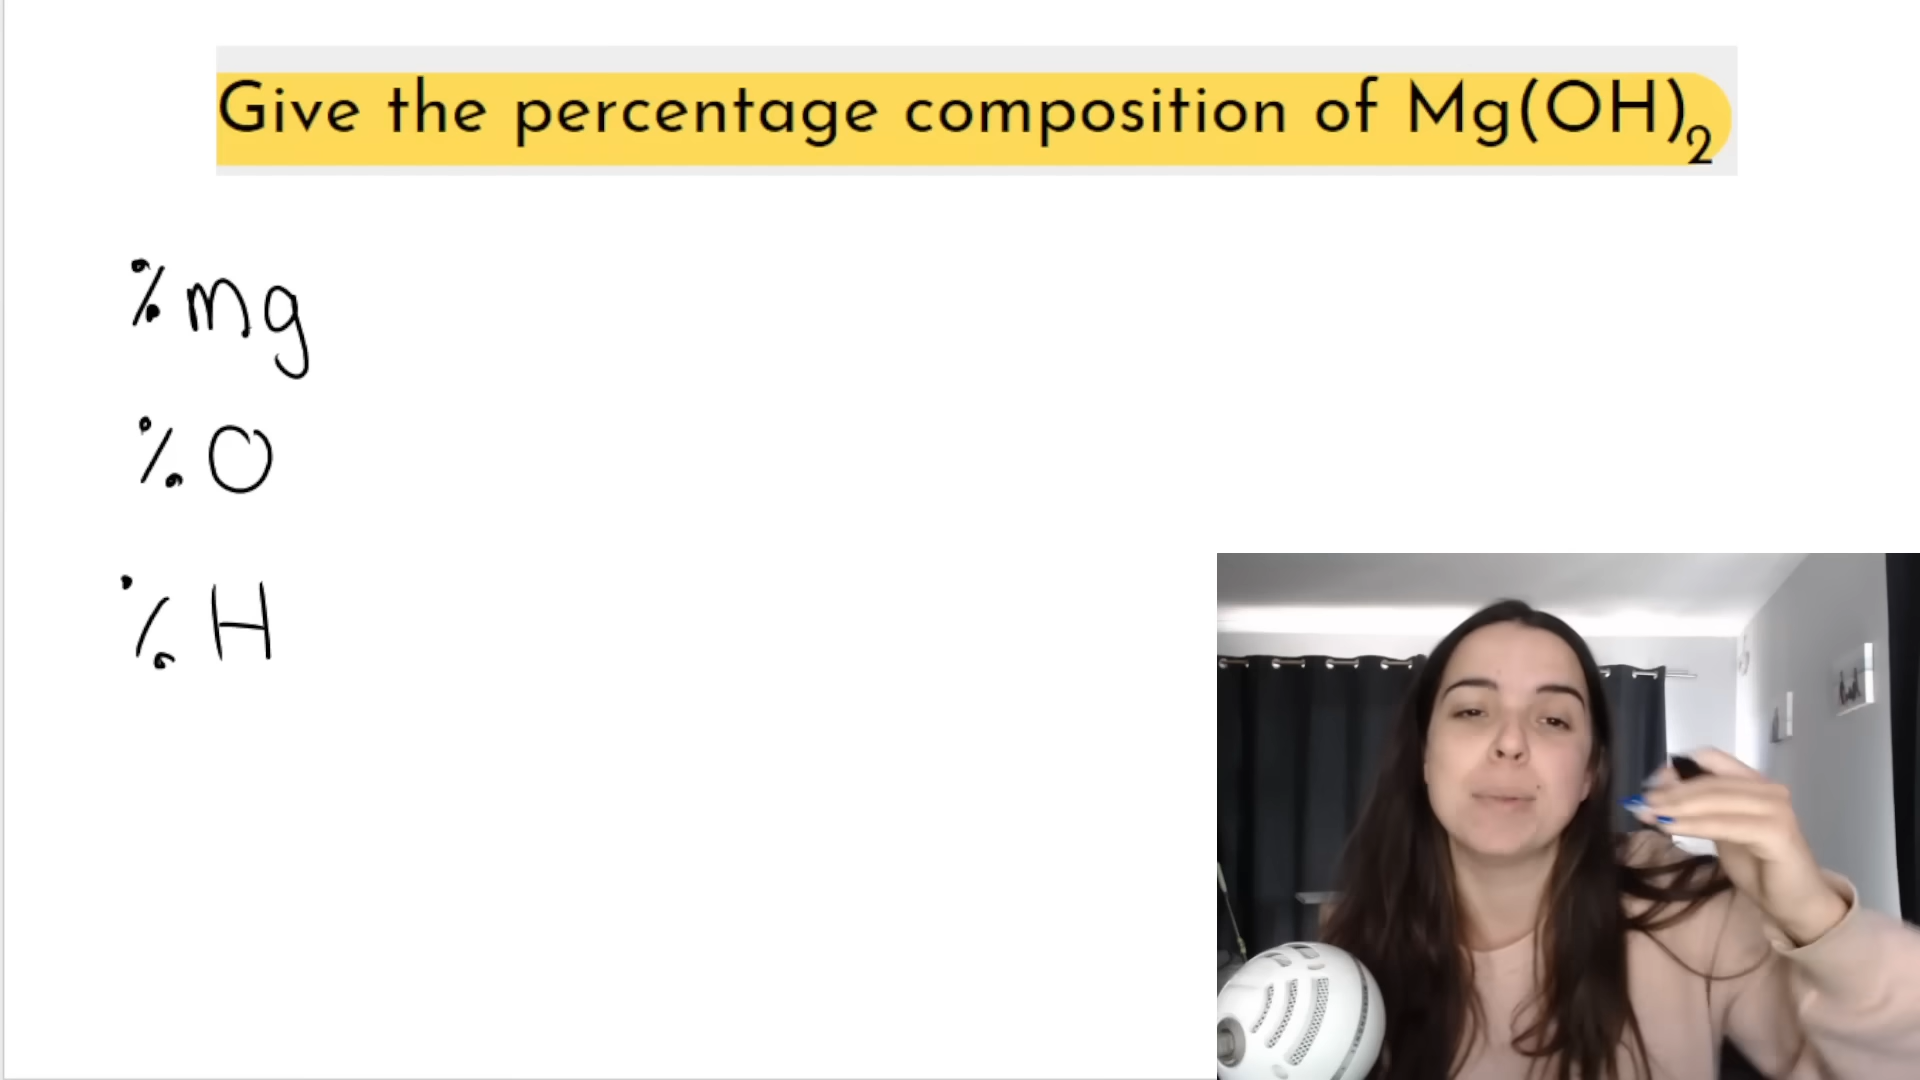 Give the percentage composition of Mg(OH)₂
% mg
% O
% H